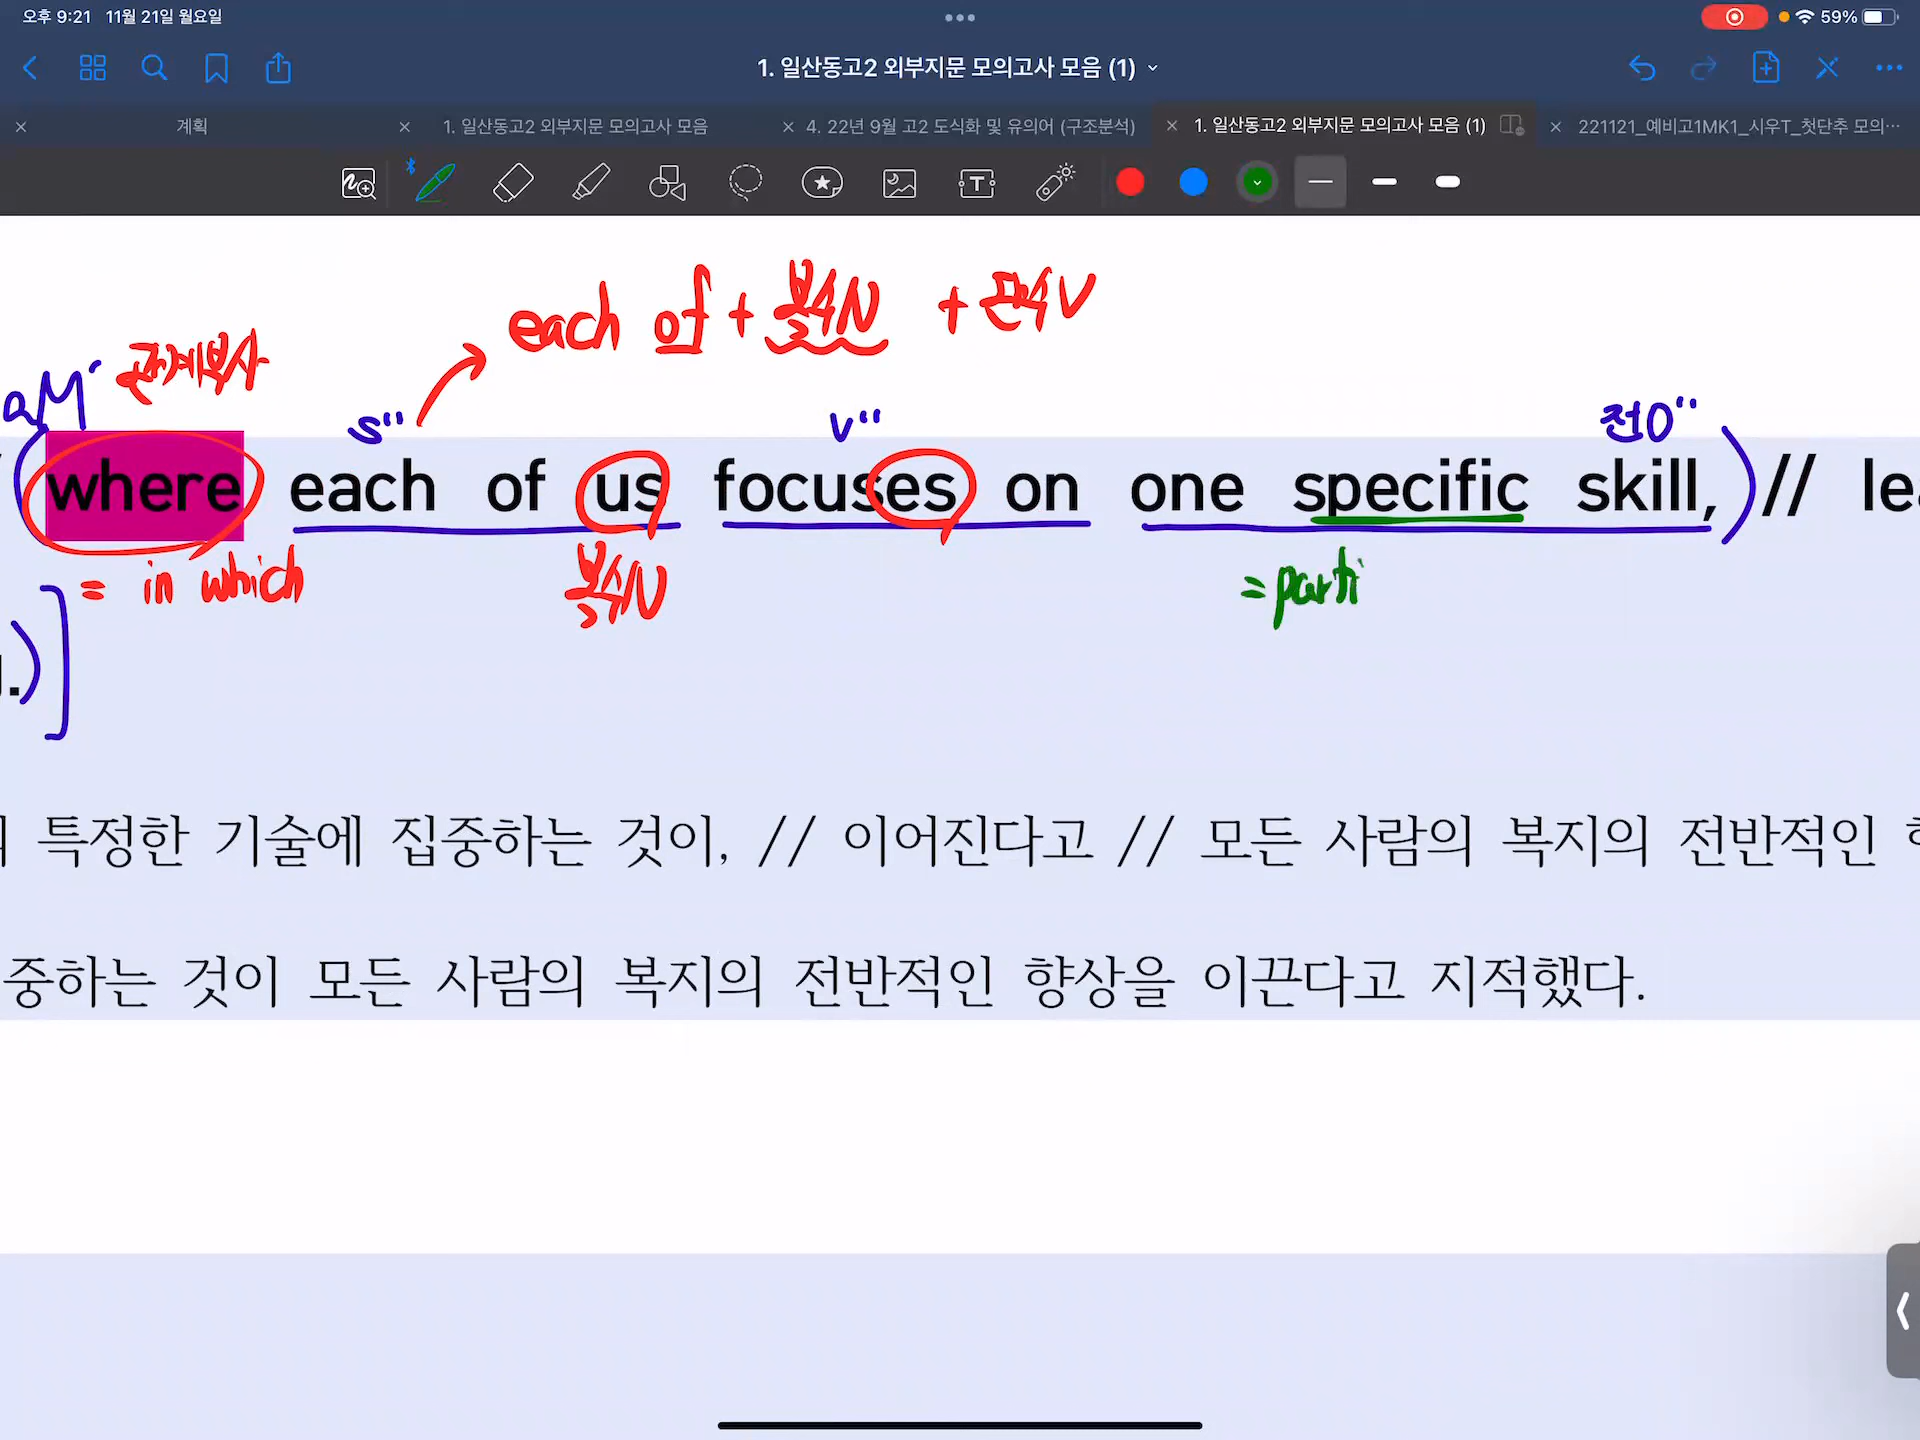 오후 9:21 11월 21일 월요일
59%
1. 일산동고2 외부지문 모의고사 모음 (1)
계획
1. 일산동고2 외부지문 모의고사 모음
4. 22년 9월 고2 도식화 및 유의어 (구조분석)
1. 일산동고2 외부지문 모의고사 모음 (1)
221121_예비고1MK1_시우T_첫단추 모의…
each of + 복수N + 단수V
관계부사
S" V" 전O"
(where each of us focuses on one specific skill,) // le
= in which 복수N = parti
.)]
특정한 기술에 집중하는 것이, // 이어진다고 // 모든 사람의 복지의 전반적인
중하는 것이 모든 사람의 복지의 전반적인 향상을 이끈다고 지적했다.